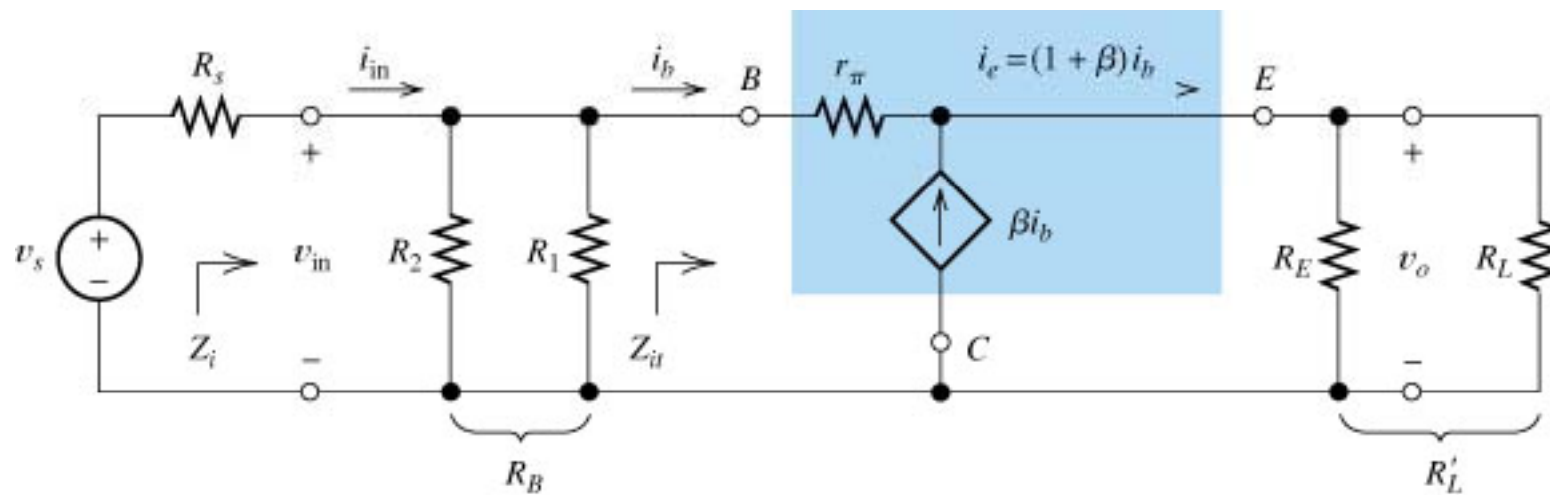 R_s
i_in
i_b
B
r_π
i_e = (1 + β) i_b
>
E
+
+
+
−
v_s
v_in
R_2
R_1
βi_b
R_E
v_o
R_L
Z_i
−
Z_it
C
−
R_B
R′_L